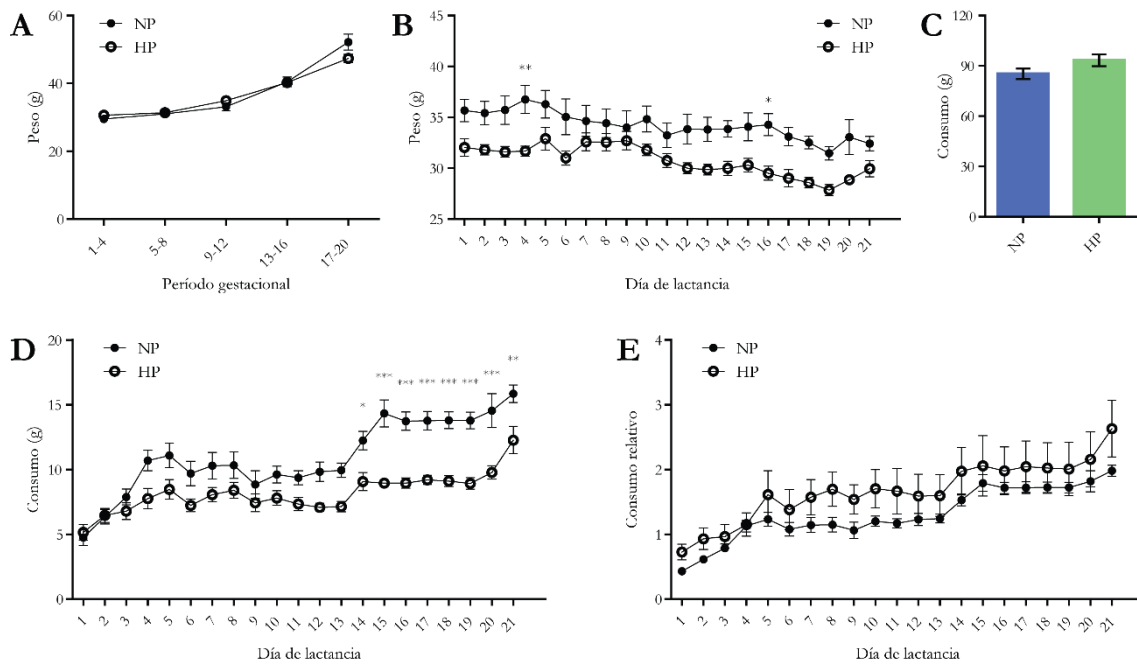 A
NP
HP
Peso (g)
60
40
20
0
1-4
5-8
9-12
13-16
17-20
Período gestacional
B
NP
HP
Peso (g)
45
40
35
30
25
**
*
1 2 3 4 5 6 7 8 9 10 11 12 13 14 15 16 17 18 19 20 21
Día de lactancia
C
Consumo (g)
120
90
60
30
0
NP
HP
D
NP
HP
Consumo (g)
20
15
10
5
0
* *** *** *** *** *** *** **
1 2 3 4 5 6 7 8 9 10 11 12 13 14 15 16 17 18 19 20 21
Día de lactancia
E
NP
HP
Consumo relativo
4
3
2
1
0
1 2 3 4 5 6 7 8 9 10 11 12 13 14 15 16 17 18 19 20 21
Día de lactancia